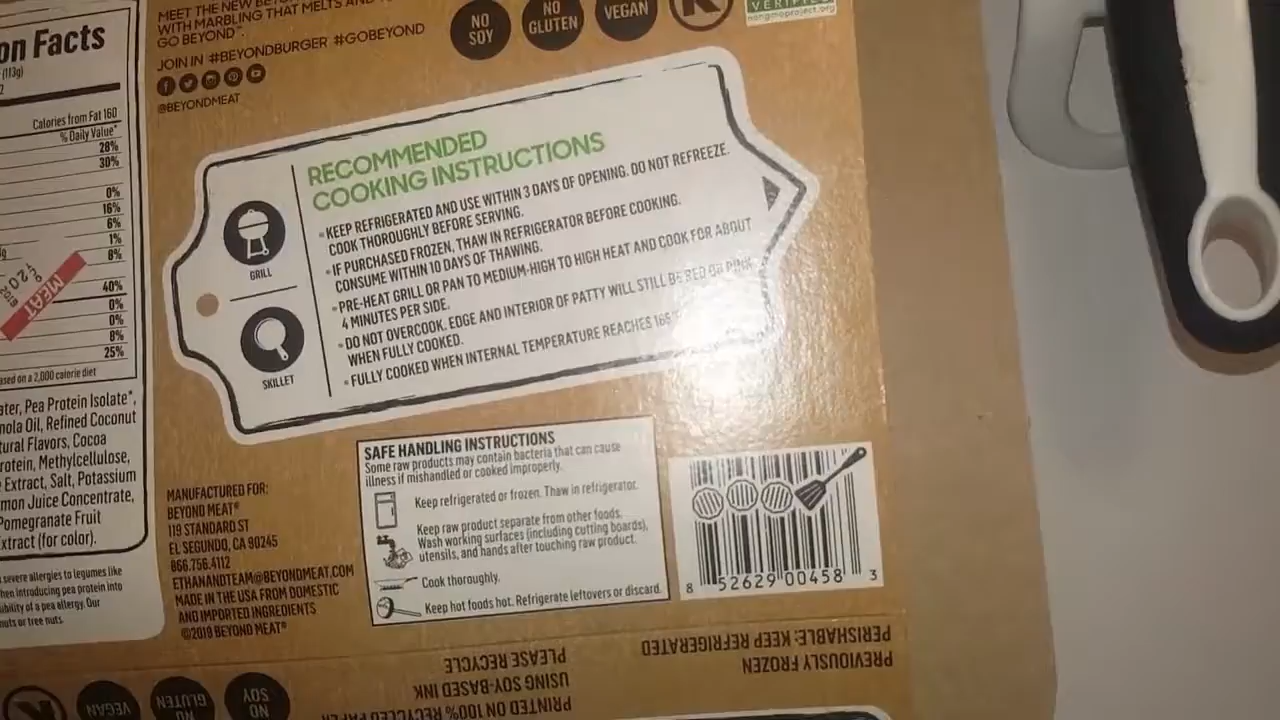 on Facts
(113g)
2
Calories from Fat 160
% Daily Value*
28%
30%
0%
16%
6%
1%
8%
40%
0%
0%
8%
25%
ased on a 2,000 calorie diet
MEAT
ater, Pea Protein Isolate*,
nola Oil, Refined Coconut
tural Flavors, Cocoa
rotein, Methylcellulose,
Extract, Salt, Potassium
mon Juice Concentrate,
Pomegranate Fruit
Extract (for color).
severe allergies to legumes like
hen introducing pea protein into
ibility of a pea allergy. Our
nuts or tree nuts.
MEET THE NEW
WITH MARBLING THAT MELTS AND
GO BEYOND™.
JOIN IN #BEYONDBURGER #GOBEYOND
@BEYONDMEAT
NO
SOY
NO
GLUTEN
VEGAN
K
VERIFIED
nongmoproject.org
RECOMMENDED
COOKING INSTRUCTIONS
GRILL
SKILLET
• KEEP REFRIGERATED AND USE WITHIN 3 DAYS OF OPENING. DO NOT REFREEZE.
COOK THOROUGHLY BEFORE SERVING.
• IF PURCHASED FROZEN, THAW IN REFRIGERATOR BEFORE COOKING.
CONSUME WITHIN 10 DAYS OF THAWING.
• PRE-HEAT GRILL OR PAN TO MEDIUM-HIGH TO HIGH HEAT AND COOK FOR ABOUT
4 MINUTES PER SIDE.
• DO NOT OVERCOOK. EDGE AND INTERIOR OF PATTY WILL STILL BE RED OR PINK
WHEN FULLY COOKED.
• FULLY COOKED WHEN INTERNAL TEMPERATURE REACHES 165°
MANUFACTURED FOR:
BEYOND MEAT®
119 STANDARD ST
EL SEGUNDO, CA 90245
866.756.4112
ETHANANDTEAM@BEYONDMEAT.COM
MADE IN THE USA FROM DOMESTIC
AND IMPORTED INGREDIENTS
©2019 BEYOND MEAT®
SAFE HANDLING INSTRUCTIONS
Some raw products may contain bacteria that can cause
illness if mishandled or cooked improperly.
Keep refrigerated or frozen. Thaw in refrigerator.
Keep raw product separate from other foods.
Wash working surfaces (including cutting boards),
utensils, and hands after touching raw product.
Cook thoroughly.
Keep hot foods hot. Refrigerate leftovers or discard.
8 52629 00458 3
PREVIOUSLY FROZEN
PERISHABLE: KEEP REFRIGERATED
PRINTED ON 100% RECYCLED PAPER
USING SOY-BASED INK
PLEASE RECYCLE
NO
SOY
NO
GLUTEN
VEGAN
K